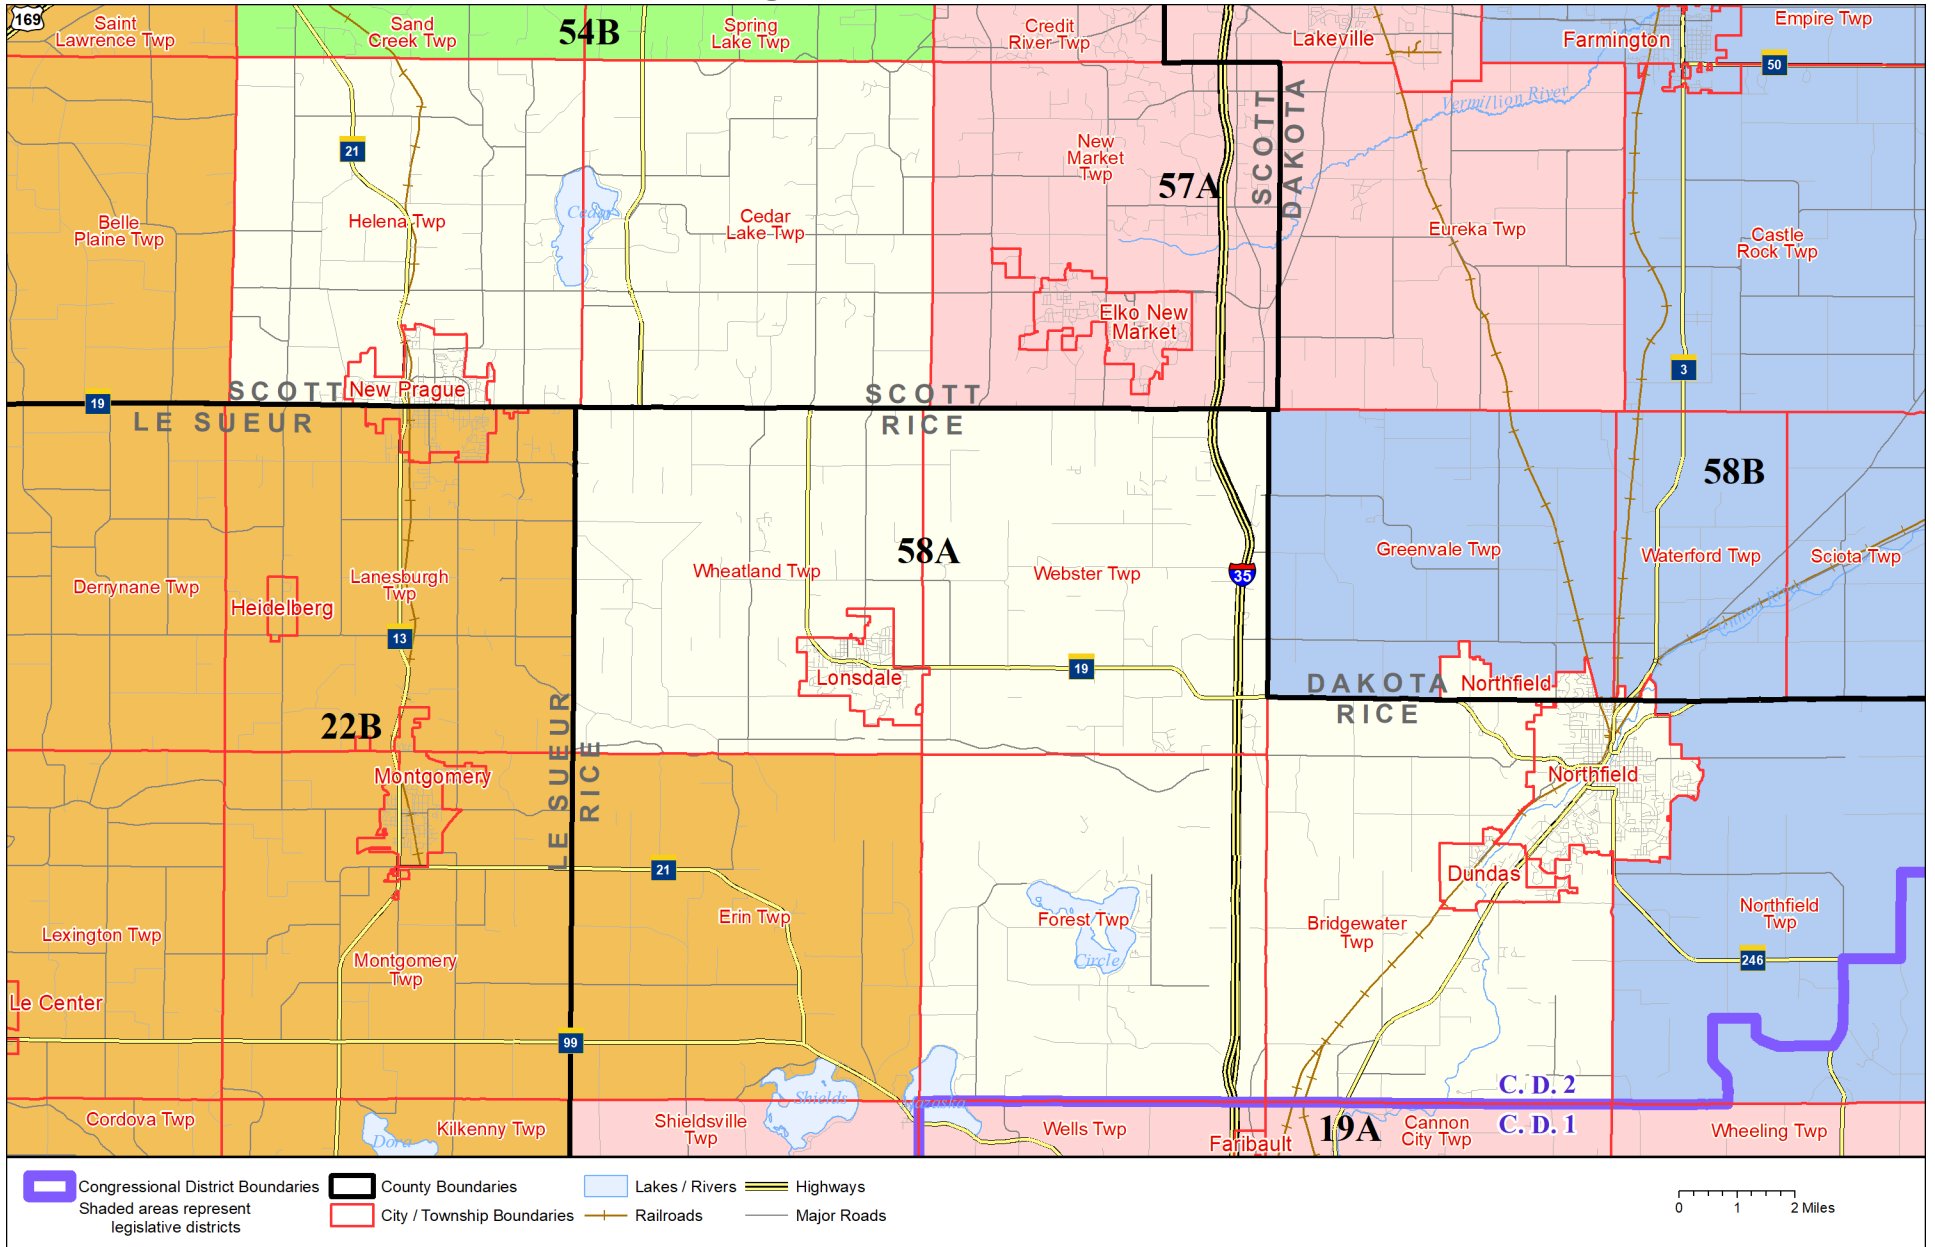 169
Saint
Lawrence Twp
Sand
Creek Twp
54B
Spring
Lake Twp
Credit
River Twp
Lakeville
Farmington
Empire Twp
50
Vermillion River
21
SCOTT
DAKOTA
New
Market
Twp
57A
Belle
Plaine Twp
Helena Twp
Cedar
Cedar
Lake Twp
Eureka Twp
Castle
Rock Twp
Elko New
Market
3
SCOTT
New Prague
SCOTT
19
LE SUEUR
RICE
58B
58A
Derrynane Twp
Lanesburgh
Twp
Heidelberg
Wheatland Twp
Webster Twp
35
Greenvale Twp
Waterford Twp
Sciota Twp
13
19
Lonsdale
DAKOTA
Northfield
RICE
22B
LE SUEUR
RICE
Montgomery
Northfield
21
Dundas
Erin Twp
Forest Twp
Bridgewater
Twp
Northfield
Twp
Lexington Twp
Montgomery
Twp
Circle
246
Le Center
99
C. D. 2
Shields
Cordova Twp
Dora
Kilkenny Twp
Shieldsville
Twp
Wells Twp
Faribault
19A
Cannon
City Twp
C. D. 1
Wheeling Twp
Congressional District Boundaries
Shaded areas represent
legislative districts
County Boundaries
City / Township Boundaries
Lakes / Rivers
Railroads
Highways
Major Roads
0 1 2 Miles